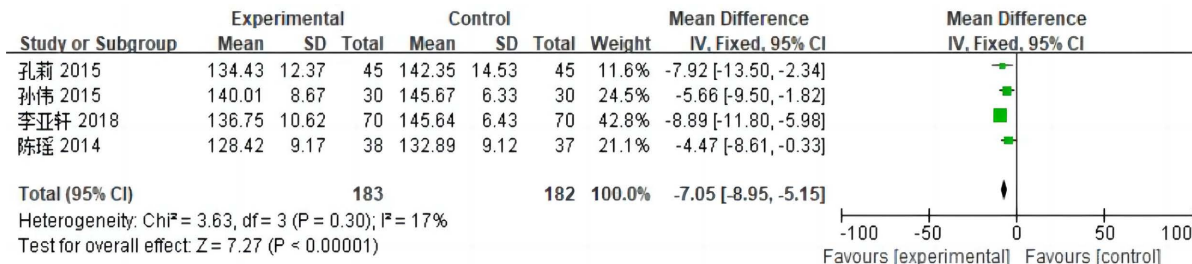 Experimental Control Mean Difference Mean Difference
Study or Subgroup Mean SD Total Mean SD Total Weight IV, Fixed, 95% CI IV, Fixed, 95% CI
孔莉 2015 134.43 12.37 45 142.35 14.53 45 11.6% -7.92 [-13.50, -2.34]
孙伟 2015 140.01 8.67 30 145.67 6.33 30 24.5% -5.66 [-9.50, -1.82]
李亚轩 2018 136.75 10.62 70 145.64 6.43 70 42.8% -8.89 [-11.80, -5.98]
陈瑶 2014 128.42 9.17 38 132.89 9.12 37 21.1% -4.47 [-8.61, -0.33]
Total (95% CI) 183 182 100.0% -7.05 [-8.95, -5.15]
Heterogeneity: Chi² = 3.63, df = 3 (P = 0.30); I² = 17%
Test for overall effect: Z = 7.27 (P < 0.00001)
-100 -50 0 50 100
Favours [experimental] Favours [control]